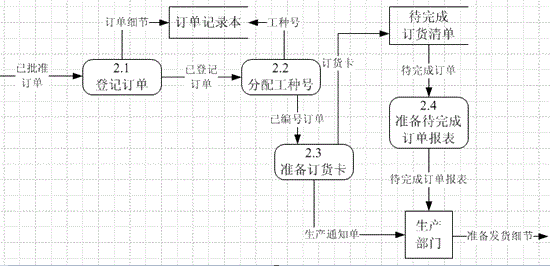 订单细节
订单记录本
工种号
待完成
订货清单
已批准
订单
2.1
登记订单
已登记
订单
2.2
分配工种号
订货卡
待完成订单
已编号订单
2.4
准备待完成
订单报表
2.3
准备订货卡
待完成订单报表
生产通知单
生产
部门
准备发货细节